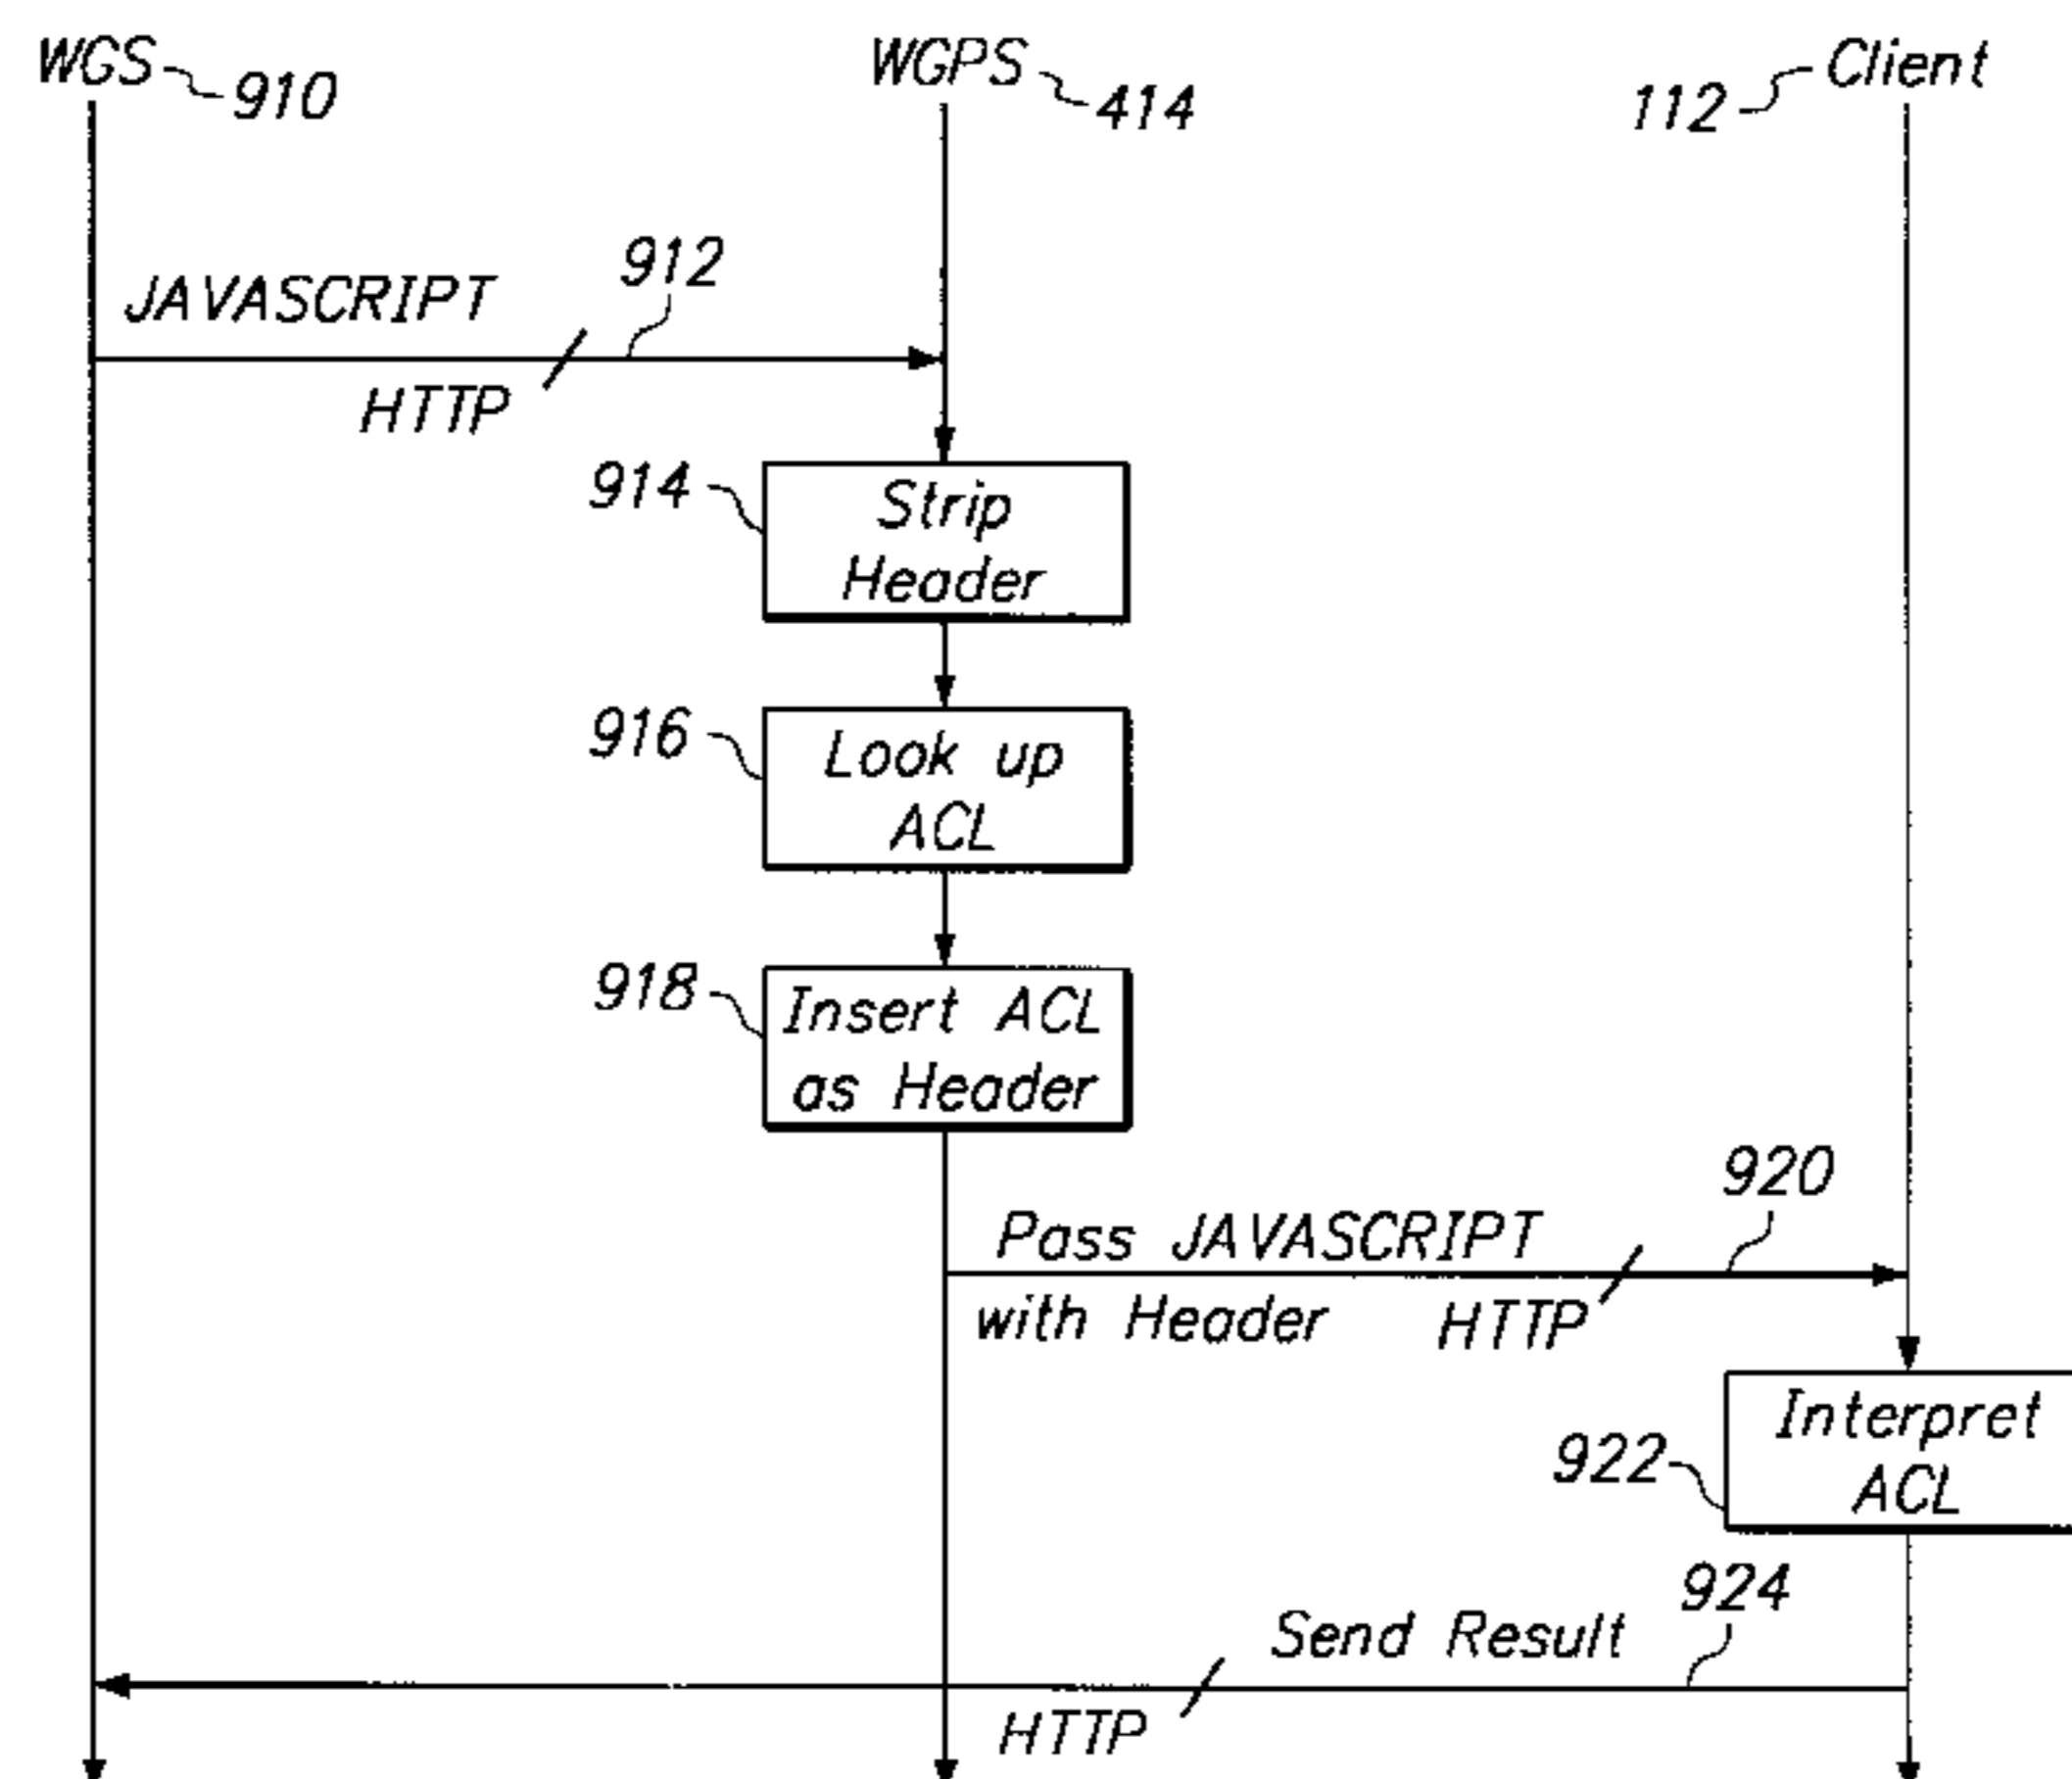 WGS 910
WGPS 414
112 Client
JAVASCRIPT 912
HTTP
914 Strip
Header
916 Look up
ACL
918 Insert ACL
as Header
920
Pass JAVASCRIPT
with Header HTTP
Interpret
922 ACL
924
Send Result
HTTP